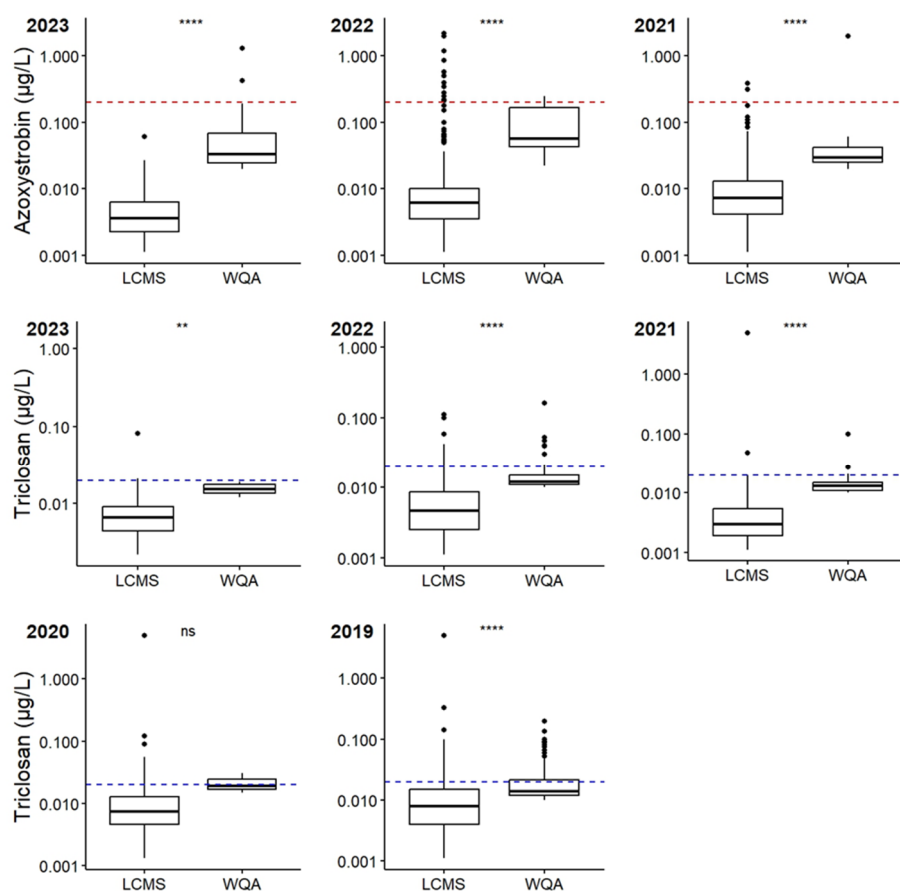 2023 **** 2022 **** 2021 ****
Azoxystrobin (µg/L)
1.000 1.000 1.000
0.100 0.100 0.100
0.010 0.010 0.010
0.001 0.001 0.001
LCMS WQA LCMS WQA LCMS WQA
2023 ** 2022 **** 2021 ****
Triclosan (µg/L)
1.00 1.000 1.000
0.10 0.100 0.100
0.01 0.010 0.010
0.001 0.001
LCMS WQA LCMS WQA LCMS WQA
2020 ns 2019 ****
Triclosan (µg/L)
1.000 1.000
0.100 0.100
0.010 0.010
0.001 0.001
LCMS WQA LCMS WQA